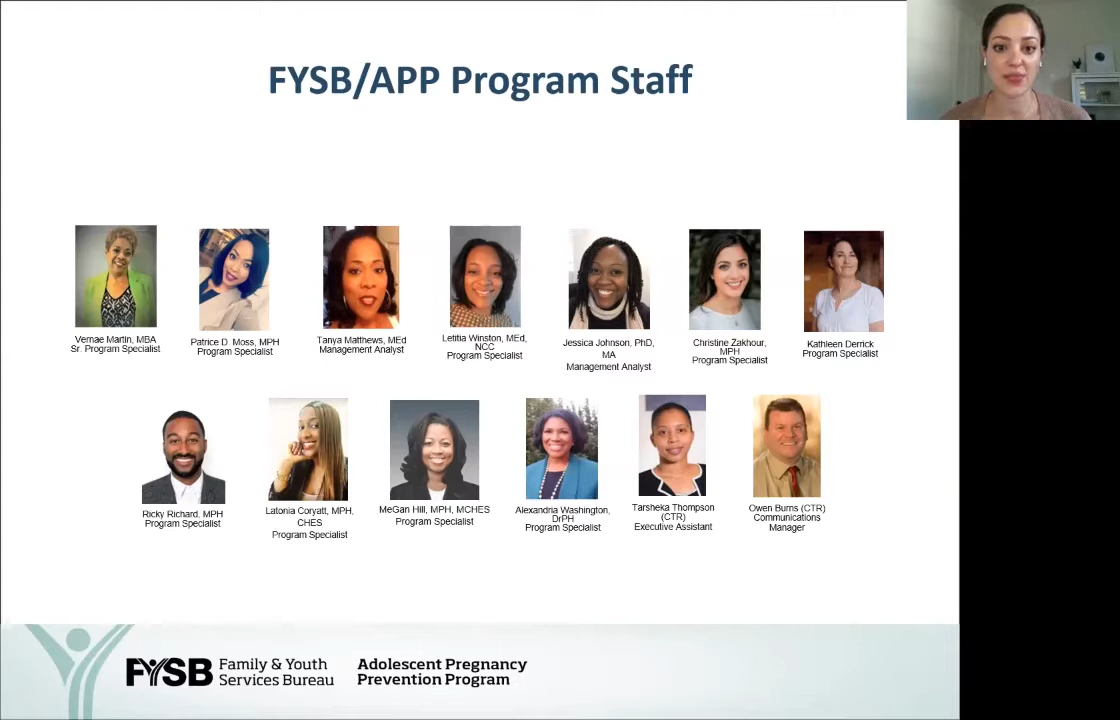 FYSB/APP Program Staff
Vernae Martin, MBA
Sr. Program Specialist
Patrice D. Moss, MPH
Program Specialist
Tanya Matthews, MEd
Management Analyst
Letitia Winston, MEd,
NCC
Program Specialist
Jessica Johnson, PhD,
MA
Management Analyst
Christine Zakhour,
MPH
Program Specialist
Kathleen Derrick
Program Specialist
Ricky Richard, MPH
Program Specialist
Latonia Coryatt, MPH,
CHES
Program Specialist
MeGan Hill, MPH, MCHES
Program Specialist
Alexandria Washington,
DrPH
Program Specialist
Tarsheka Thompson
(CTR)
Executive Assistant
Owen Burns (CTR)
Communications
Manager
FYSB
Family & Youth
Services Bureau
Adolescent Pregnancy
Prevention Program